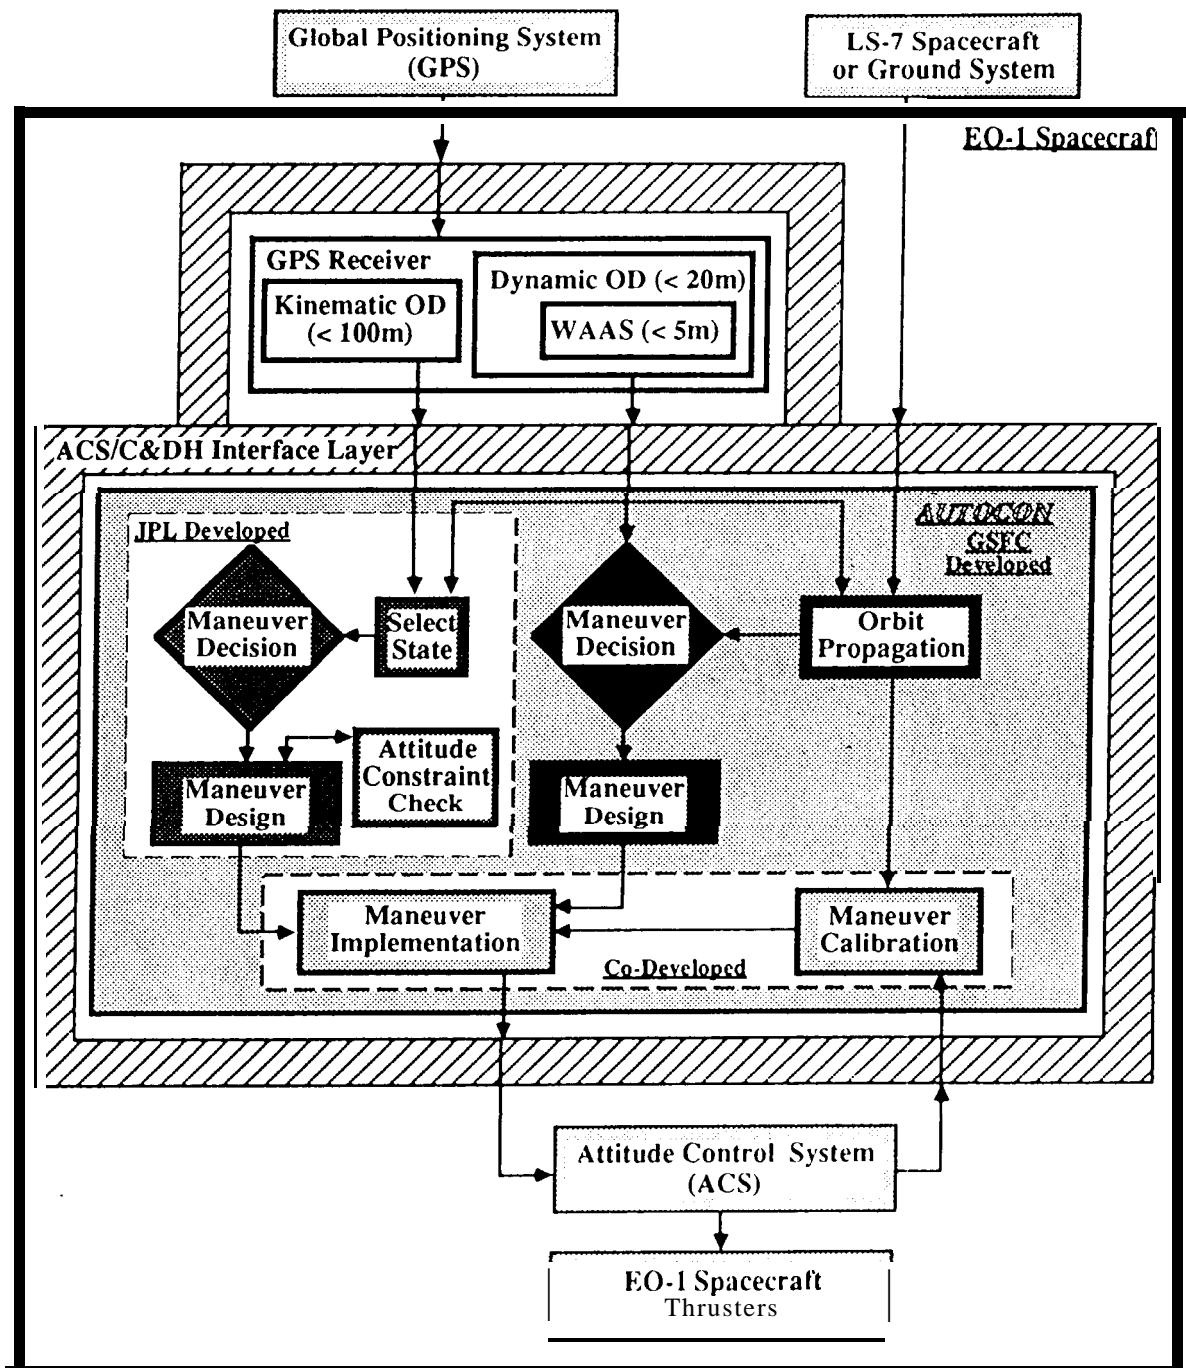 Global Positioning System
(GPS)
LS-7 Spacecraft
or Ground System
EO-1 Spacecraf
GPS Receiver
Kinematic OD
(< 100m)
Dynamic OD (< 20m)
WAAS (< 5m)
ACS/C&DH Interface Layer
JPL Developed
AUTOCON
GSFC
Developed
Maneuver
Decision
Select
State
Maneuver
Decision
Orbit
Propagation
Maneuver
Design
Attitude
Constraint
Check
Maneuver
Design
Maneuver
Implementation
Co-Developed
Maneuver
Calibration
Attitude Control System
(ACS)
EO-1 Spacecraft
Thrusters